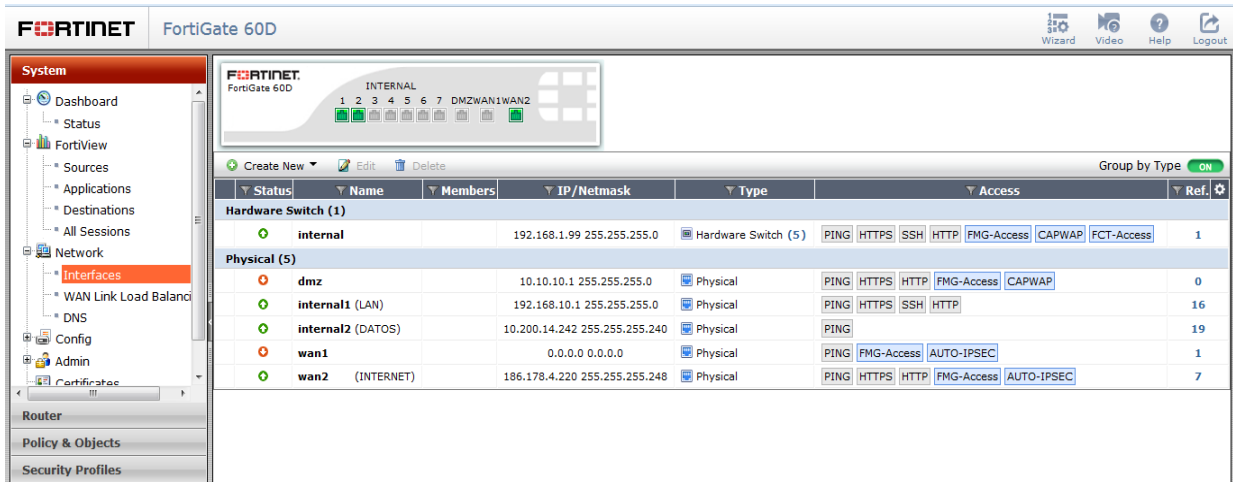 FORTINET FortiGate 60D
Wizard Video Help Logout
System
Dashboard
Status
FortiView
Sources
Applications
Destinations
All Sessions
Network
Interfaces
WAN Link Load Balanci
DNS
Config
Admin
Certificates
Router
Policy & Objects
Security Profiles
FORTINET.
FortiGate 60D
INTERNAL
1 2 3 4 5 6 7 DMZ WAN1 WAN2
Create New Edit Delete Group by Type ON
Status Name Members IP/Netmask Type Access Ref.
Hardware Switch (1)
internal 192.168.1.99 255.255.255.0 Hardware Switch (5) PING HTTPS SSH HTTP FMG-Access CAPWAP FCT-Access 1
Physical (5)
dmz 10.10.10.1 255.255.255.0 Physical PING HTTPS HTTP FMG-Access CAPWAP 0
internal1 (LAN) 192.168.10.1 255.255.255.0 Physical PING HTTPS SSH HTTP 16
internal2 (DATOS) 10.200.14.242 255.255.255.240 Physical PING 19
wan1 0.0.0.0 0.0.0.0 Physical PING FMG-Access AUTO-IPSEC 1
wan2 (INTERNET) 186.178.4.220 255.255.255.248 Physical PING HTTPS HTTP FMG-Access AUTO-IPSEC 7